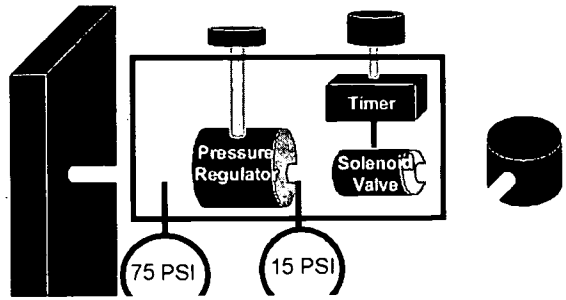 Timer
Pressure
Regulator
Solenoid
Valve
75 PSI
15 PSI